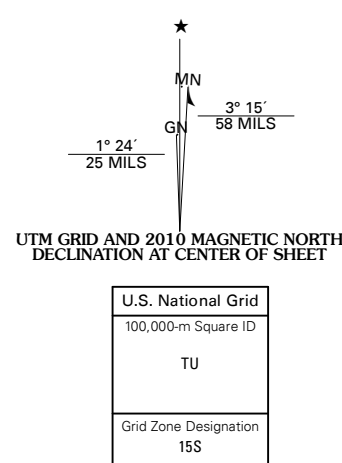 ★
MN
GN
3° 15´
58 MILS
1° 24´
25 MILS
UTM GRID AND 2010 MAGNETIC NORTH
DECLINATION AT CENTER OF SHEET
U.S. National Grid
100,000-m Square ID
TU
Grid Zone Designation
15S